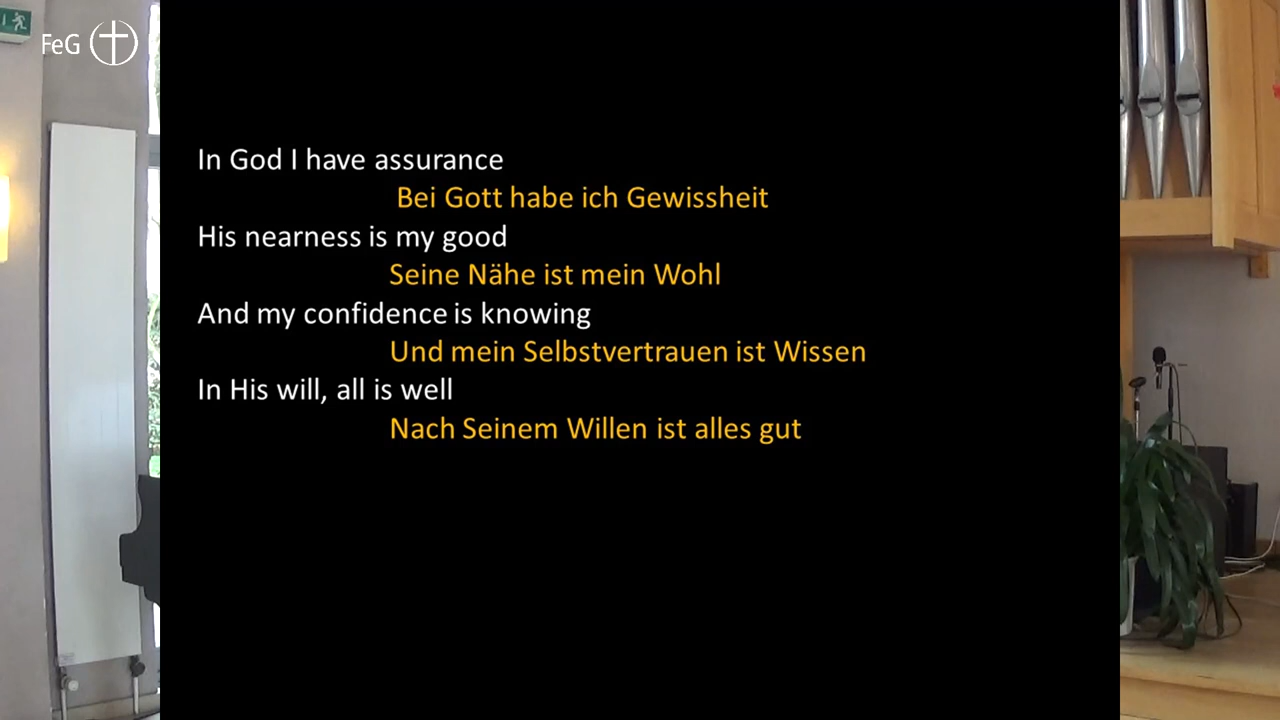 FeG
In God I have assurance
Bei Gott habe ich Gewissheit
His nearness is my good
Seine Nähe ist mein Wohl
And my confidence is knowing
Und mein Selbstvertrauen ist Wissen
In His will, all is well
Nach Seinem Willen ist alles gut